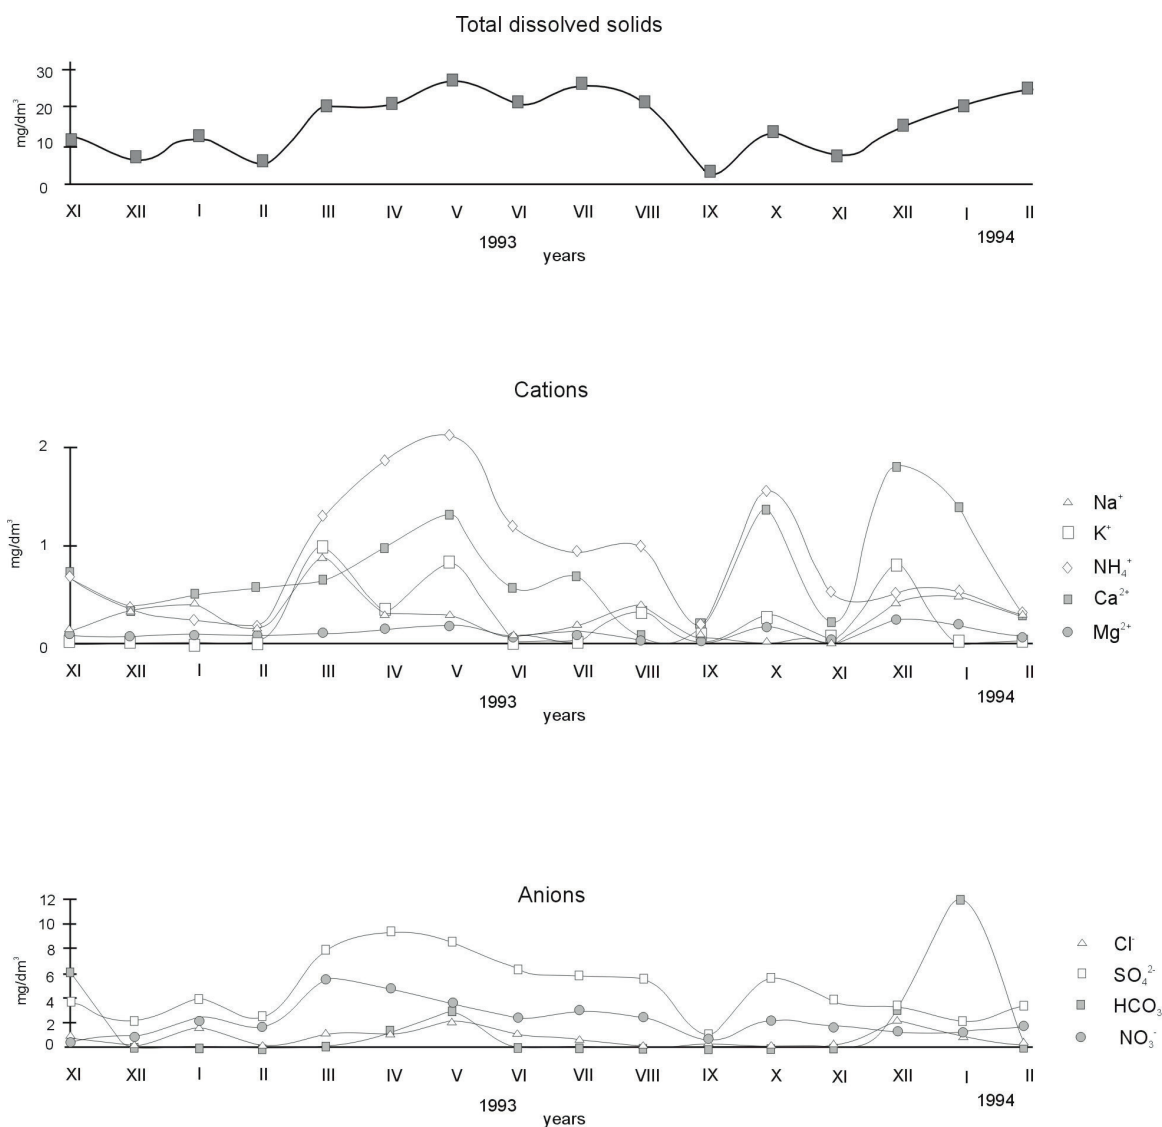 Total dissolved solids
30
20
10
0
mg/dm³
XI XII I II III IV V VI VII VIII IX X XI XII I II
1993 1994
years
Cations
2
1
0
mg/dm³
Na⁺
K⁺
NH₄⁺
Ca²⁺
Mg²⁺
XI XII I II III IV V VI VII VIII IX X XI XII I II
1993 1994
years
Anions
12
10
8
6
4
2
0
mg/dm³
Cl⁻
SO₄²⁻
HCO₃
NO₃⁻
XI XII I II III IV V VI VII VIII IX X XI XII I II
1993 1994
years